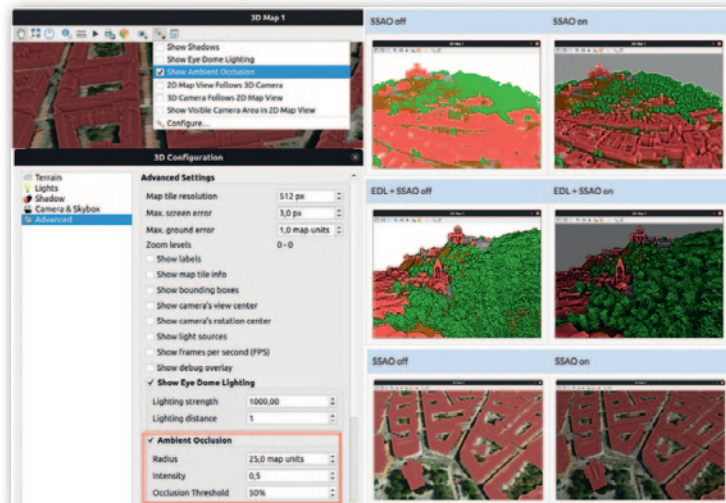 3D Map 1
Show Shadows
Show Eye Dome Lighting
Show Ambient Occlusion
2D Map View Follows 3D Camera
3D Camera Follows 2D Map View
Show Visible Camera Area in 2D Map View
Configure...
3D Configuration
Terrain
Lights
Shadow
Camera & Skybox
Advanced
Advanced Settings
Map tile resolution 512 px
Max. screen error 3,0 px
Max. ground error 1,0 map units
Zoom levels 0 - 0
Show labels
Show map tile info
Show bounding boxes
Show camera's view center
Show camera's rotation center
Show light sources
Show frames per second (FPS)
Show debug overlay
Show Eye Dome Lighting
Lighting strength 1000,00
Lighting distance 1
Ambient Occlusion
Radius 25,0 map units
Intensity 0,5
Occlusion Threshold 50%
SSAO off SSAO on
EDL + SSAO off EDL + SSAO on
SSAO off SSAO on